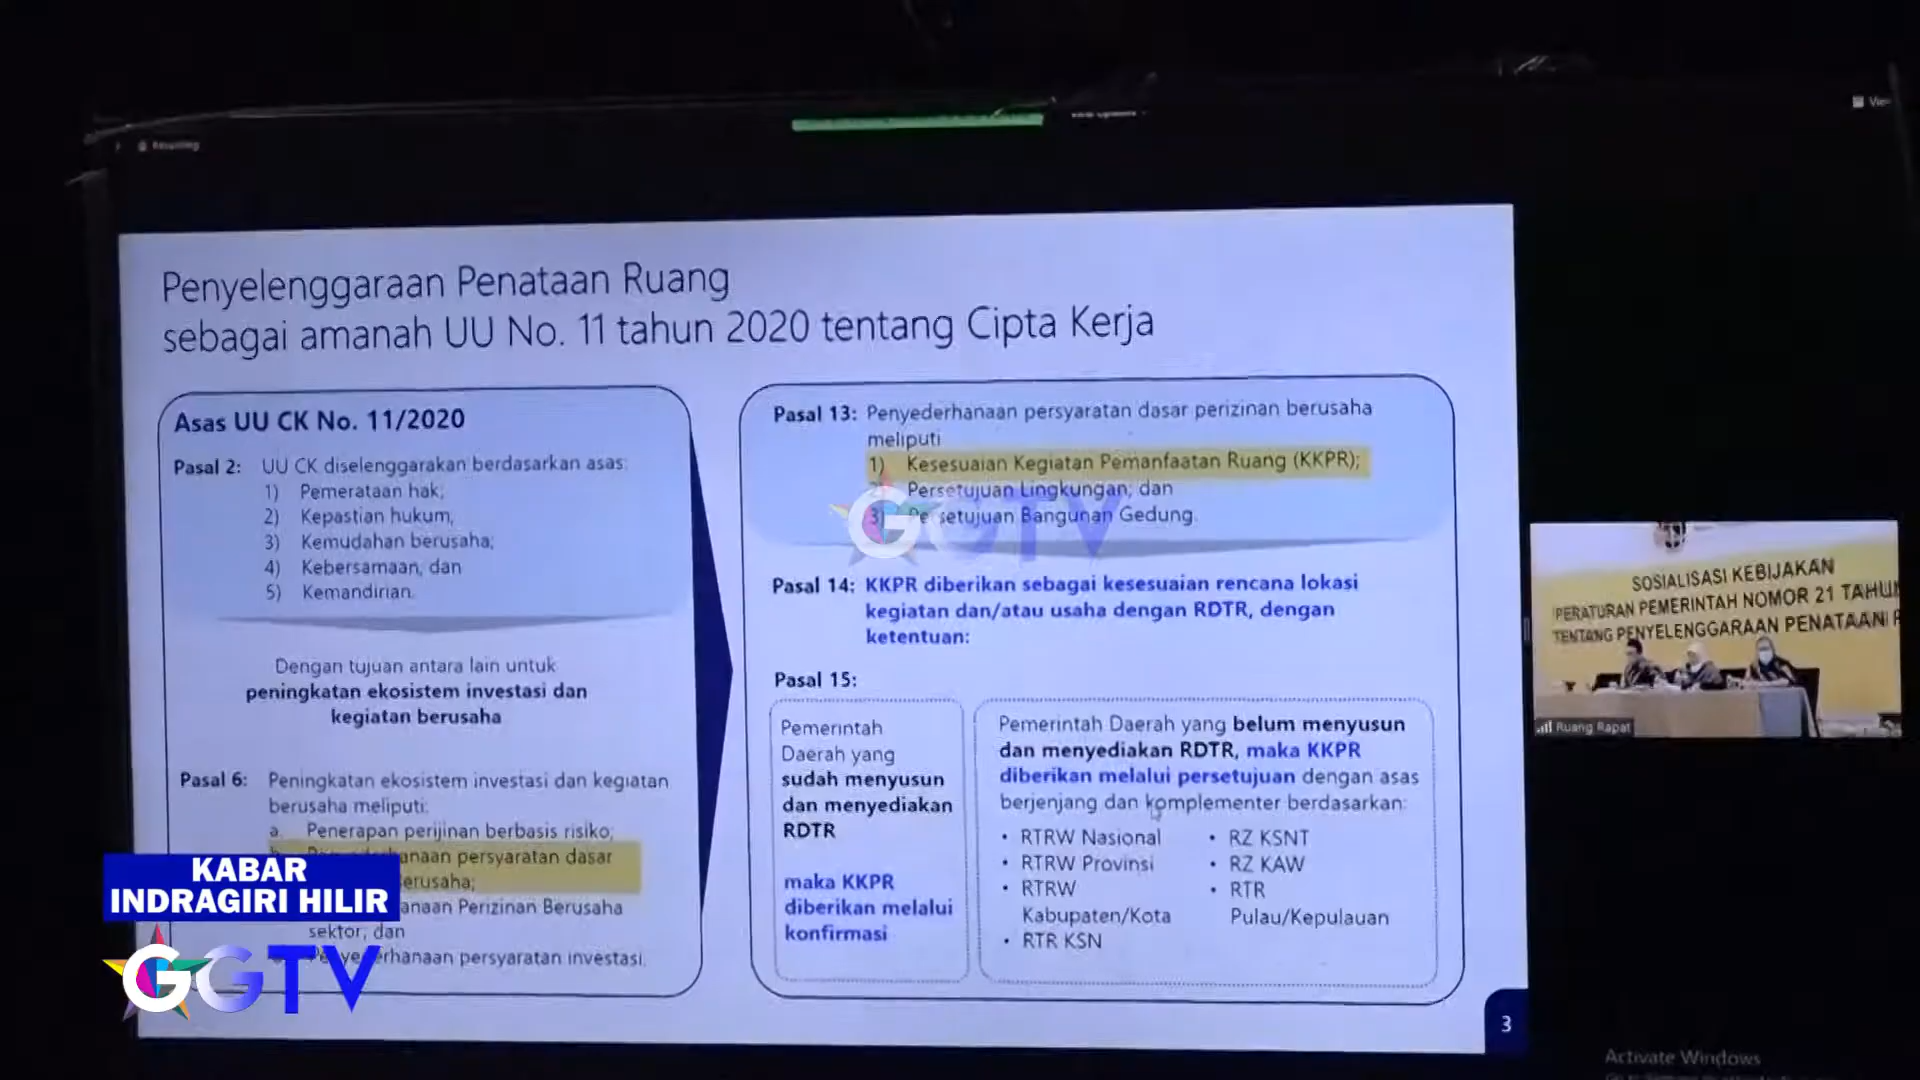 Recording
View
Penyelenggaraan Penataan Ruang
sebagai amanah UU No. 11 tahun 2020 tentang Cipta Kerja
Asas UU CK No. 11/2020
Pasal 2: UU CK diselenggarakan berdasarkan asas:
1) Pemerataan hak;
2) Kepastian hukum;
3) Kemudahan berusaha;
4) Kebersamaan; dan
5) Kemandirian.
Dengan tujuan antara lain untuk
peningkatan ekosistem investasi dan
kegiatan berusaha
Pasal 6: Peningkatan ekosistem investasi dan kegiatan
berusaha meliputi:
a. Penerapan perijinan berbasis risiko;
persyaratan dasar
Perizinan Berusaha
sektor; dan
persyaratan investasi.
Pasal 13: Penyederhanaan persyaratan dasar perizinan berusaha
meliputi
1) Kesesuaian Kegiatan Pemanfaatan Ruang (KKPR);
2) Persetujuan Lingkungan; dan
3) Persetujuan Bangunan Gedung.
GGTV
Pasal 14: KKPR diberikan sebagai kesesuaian rencana lokasi
kegiatan dan/atau usaha dengan RDTR, dengan
ketentuan:
Pasal 15:
Pemerintah
Daerah yang
sudah menyusun
dan menyediakan
RDTR
maka KKPR
diberikan melalui
konfirmasi
Pemerintah Daerah yang belum menyusun
dan menyediakan RDTR, maka KKPR
diberikan melalui persetujuan dengan asas
berjenjang dan komplementer berdasarkan:
• RTRW Nasional
• RTRW Provinsi
• RTRW
Kabupaten/Kota
• RTR KSN
• RZ KSNT
• RZ KAW
• RTR
Pulau/Kepulauan
3
SOSIALISASI KEBIJAKAN
PERATURAN PEMERINTAH NOMOR 21 TAHUN
TENTANG PENYELENGGARAAN PENATAAN
Ruang Rapat
KABAR
INDRAGIRI HILIR
GGTV
Activate Windows